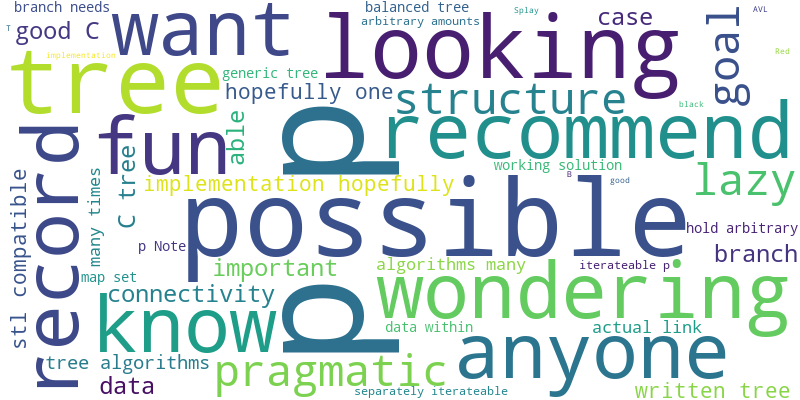 branch needs
balanced tree
Splay
AVL
T
good C
want
looking
arbitrary amounts
case
goal
implementation
tree
generic tree
Red
hopefully one
structure
black
fun
p
recommend
able
record
C tree
many times
stl compatible
implementation hopefully
working solution
B
good
lazy
possible
p Note
hold arbitrary
branch
map set
important
algorithms many
iterateable p
connectivity
wondering
know
p
data within
actual link
anyone
tree algorithms
pragmatic
data
separately iterateable
written tree